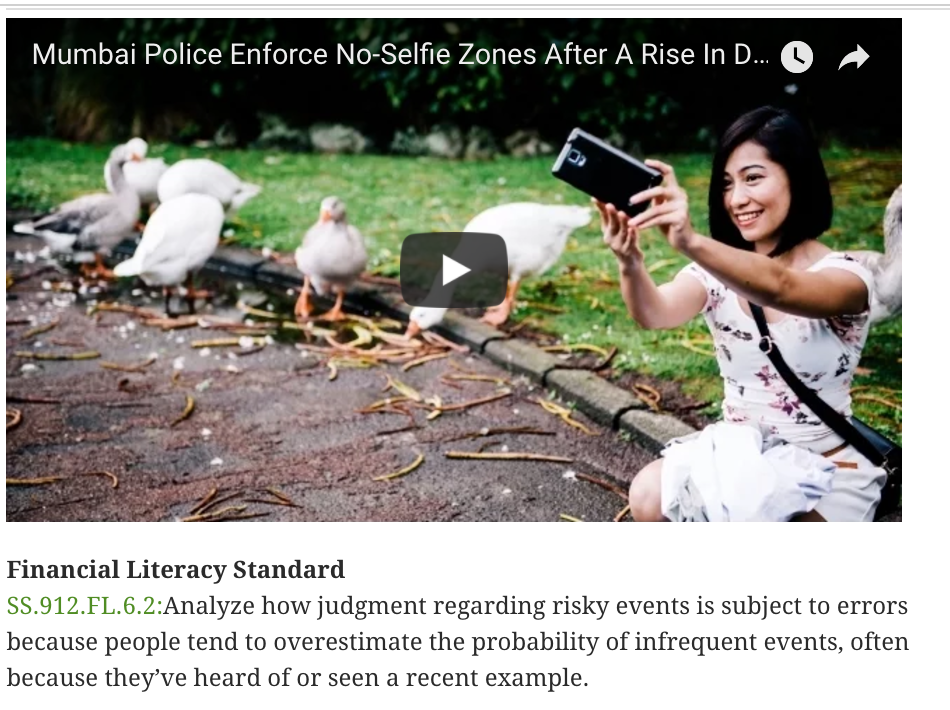 Mumbai Police Enforce No-Selfie Zones After A Rise In D...
Financial Literacy Standard
SS.912.FL.6.2:Analyze how judgment regarding risky events is subject to errors
because people tend to overestimate the probability of infrequent events, often
because they’ve heard of or seen a recent example.